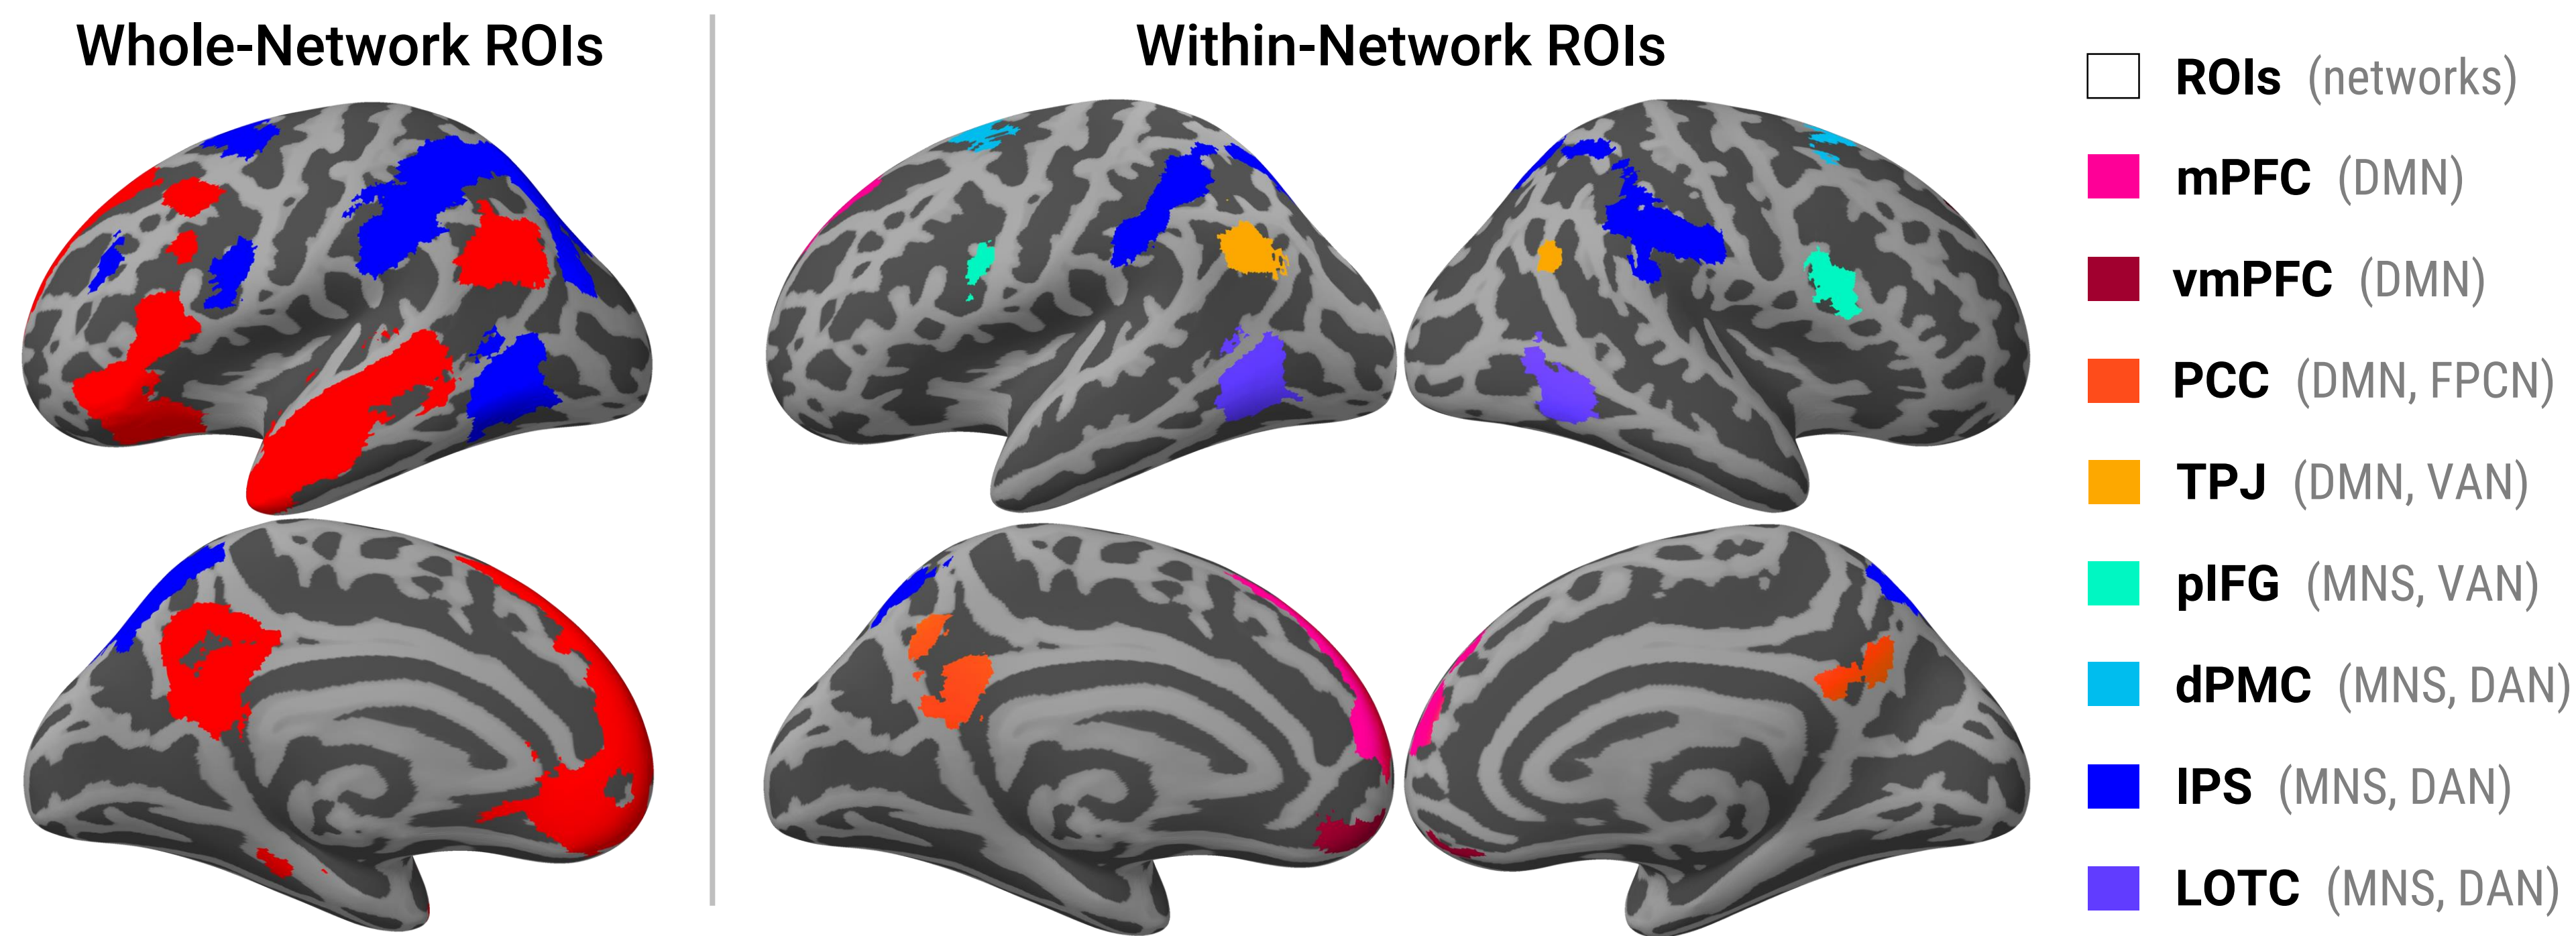 Whole-Network ROIs
Within-Network ROIs
ROIs (networks)
mPFC (DMN)
vmPFC (DMN)
PCC (DMN, FPCN)
TPJ (DMN, VAN)
pIFG (MNS, VAN)
dPMC (MNS, DAN)
IPS (MNS, DAN)
LOTC (MNS, DAN)